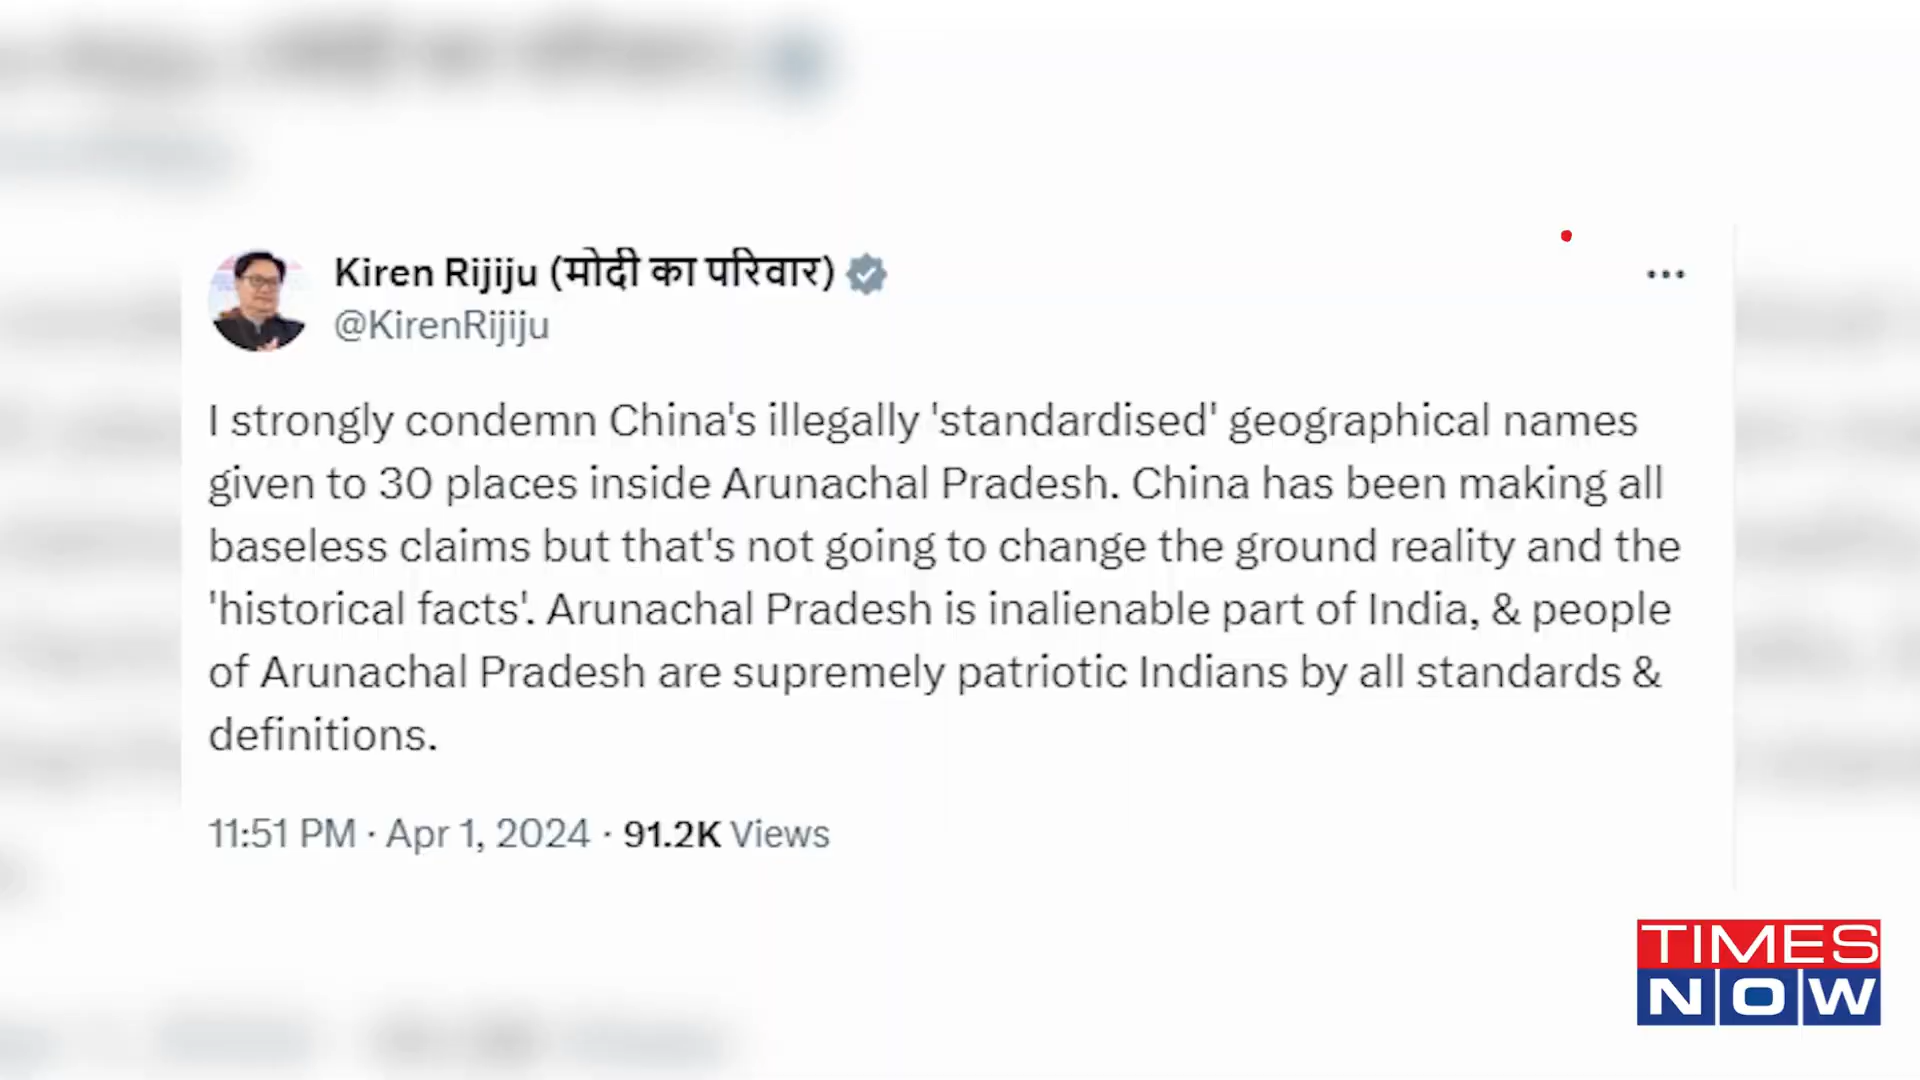 Kiren Rijiju (मोदी का परिवार)
@KirenRijiju
I strongly condemn China's illegally 'standardised' geographical names
given to 30 places inside Arunachal Pradesh. China has been making all
baseless claims but that's not going to change the ground reality and the
'historical facts'. Arunachal Pradesh is inalienable part of India, & people
of Arunachal Pradesh are supremely patriotic Indians by all standards &
definitions.
11:51 PM · Apr 1, 2024 · 91.2K Views
TIMES
NOW